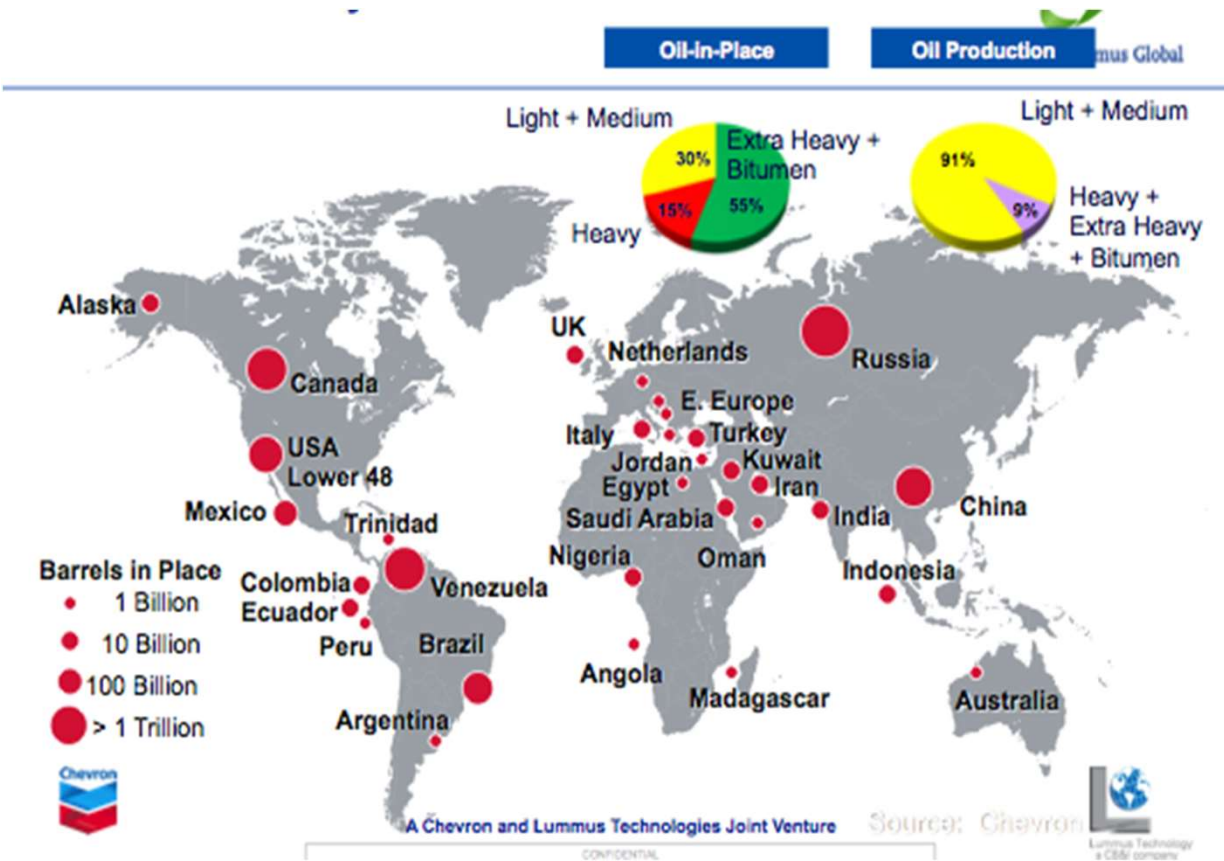 Oil-in-Place
Oil Production
mus Global
Light + Medium
Extra Heavy +
Bitumen
30%
55%
15%
Heavy
Light + Medium
91%
9%
Heavy +
Extra Heavy
+ Bitumen
Alaska
Canada
USA
Lower 48
Mexico
Trinidad
Colombia
Venezuela
Ecuador
Peru
Brazil
Argentina
UK
Netherlands
Russia
E. Europe
Italy
Turkey
Jordan
Kuwait
Egypt
Iran
Saudi Arabia
India
China
Nigeria
Oman
Indonesia
Angola
Madagascar
Australia
Barrels in Place
1 Billion
10 Billion
100 Billion
> 1 Trillion
Chevron
A Chevron and Lummus Technologies Joint Venture
Source: Chevron
Lummus Technology
a CB&I company
CONFIDENTIAL